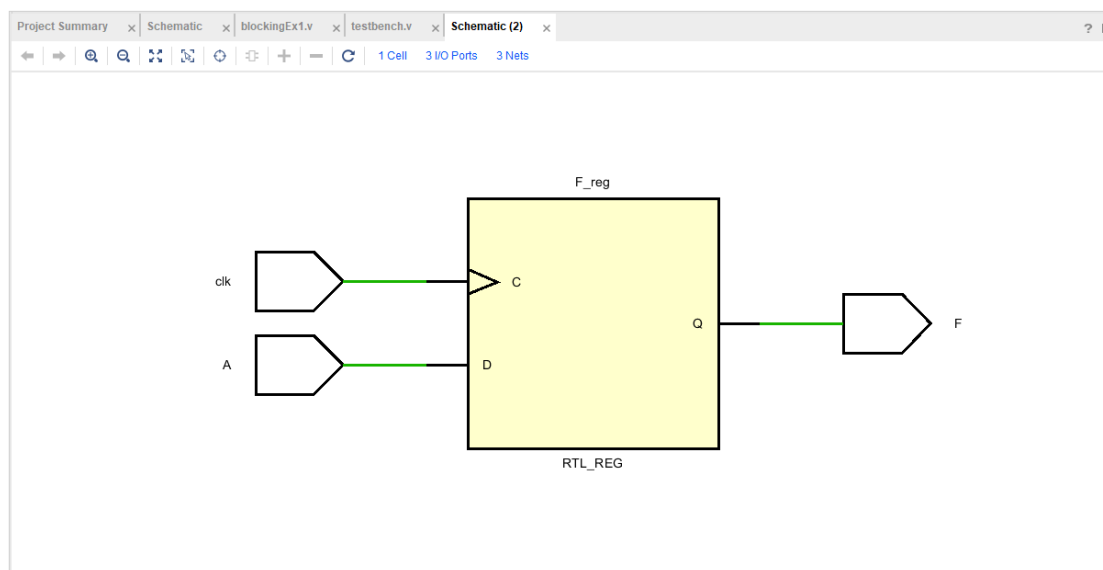 Project Summary × Schematic × blockingEx1.v × testbench.v × Schematic (2) × ?
1 Cell 3 I/O Ports 3 Nets
F_reg
clk
C
Q
F
A
D
RTL_REG